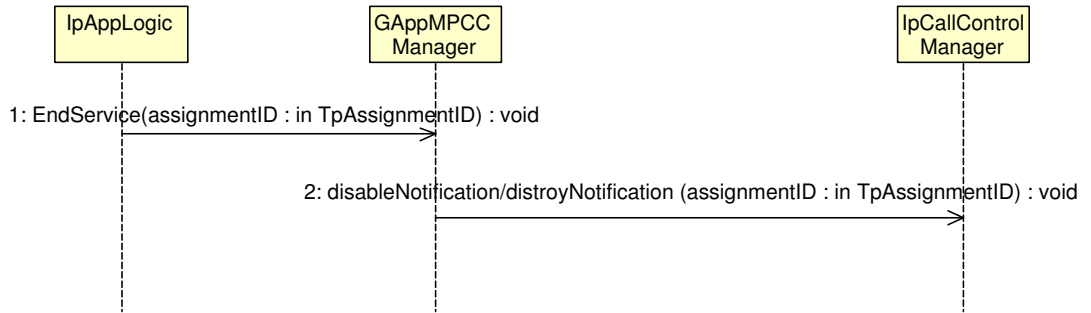 IpAppLogic
GAppMPCC
Manager
IpCallControl
Manager
1: EndService(assignmentID : in TpAssignmentID) : void
2: disableNotification/distroyNotification (assignmentID : in TpAssignmentID) : void